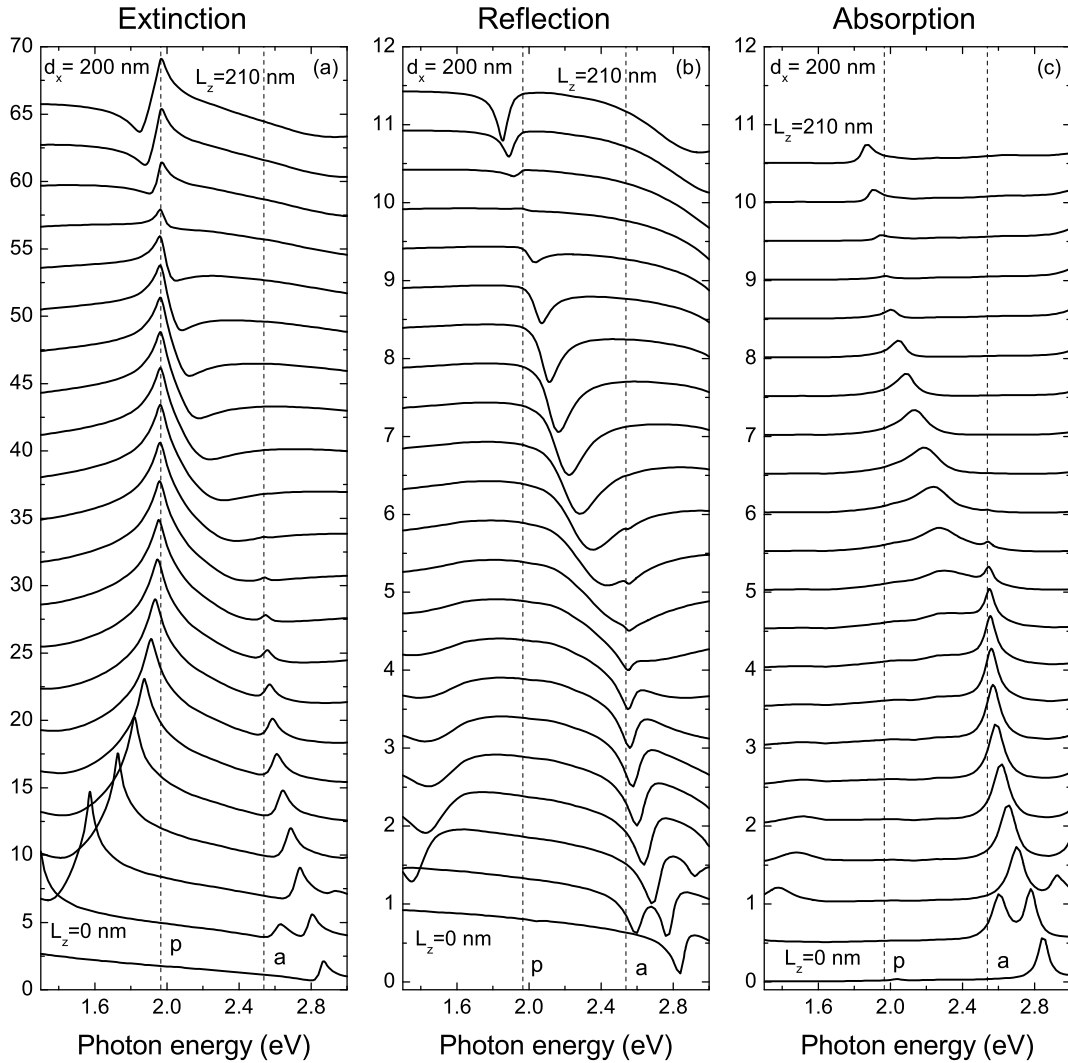 Extinction
Reflection
Absorption
d_x = 200 nm
(a)
L_z=210 nm
70
65
60
55
50
45
40
35
30
25
20
15
10
5
0
L_z=0 nm
p
a
1.6
2.0
2.4
2.8
Photon energy (eV)
d_x = 200 nm
(b)
L_z=210 nm
12
11
10
9
8
7
6
5
4
3
2
1
0
L_z=0 nm
p
a
1.6
2.0
2.4
2.8
Photon energy (eV)
d_x = 200 nm
(c)
L_z=210 nm
12
11
10
9
8
7
6
5
4
3
2
1
0
L_z=0 nm
p
a
1.6
2.0
2.4
2.8
Photon energy (eV)